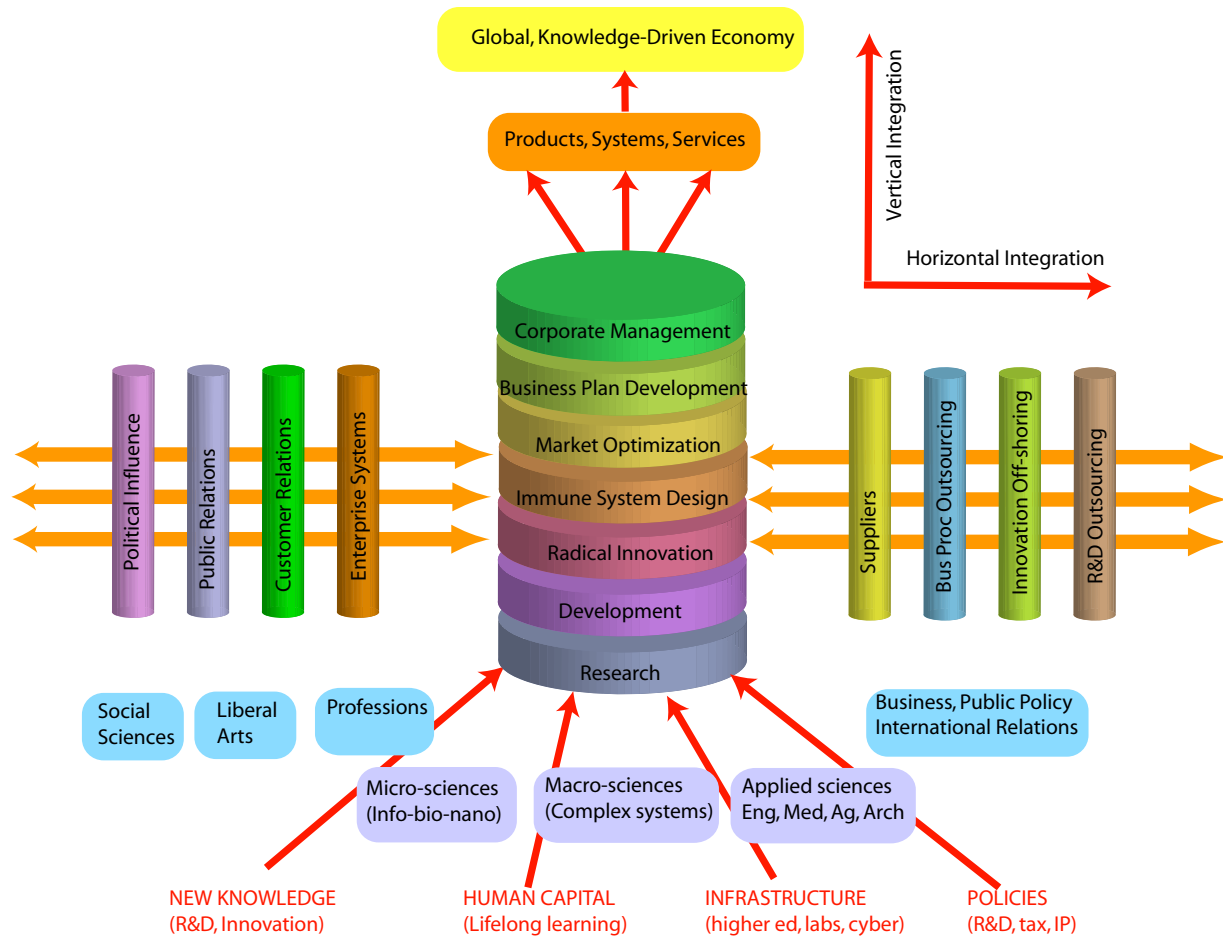 Global, Knowledge-Driven Economy
Products, Systems, Services
Vertical Integration
Horizontal Integration
Corporate Management
Business Plan Development
Market Optimization
Immune System Design
Radical Innovation
Development
Research
Political Influence
Public Relations
Customer Relations
Enterprise Systems
Suppliers
Bus Proc Outsourcing
Innovation Off-shoring
R&D Outsourcing
Social
Sciences
Liberal
Arts
Professions
Business, Public Policy
International Relations
Micro-sciences
(Info-bio-nano)
Macro-sciences
(Complex systems)
Applied sciences
Eng, Med, Ag, Arch
NEW KNOWLEDGE
(R&D, Innovation)
HUMAN CAPITAL
(Lifelong learning)
INFRASTRUCTURE
(higher ed, labs, cyber)
POLICIES
(R&D, tax, IP)